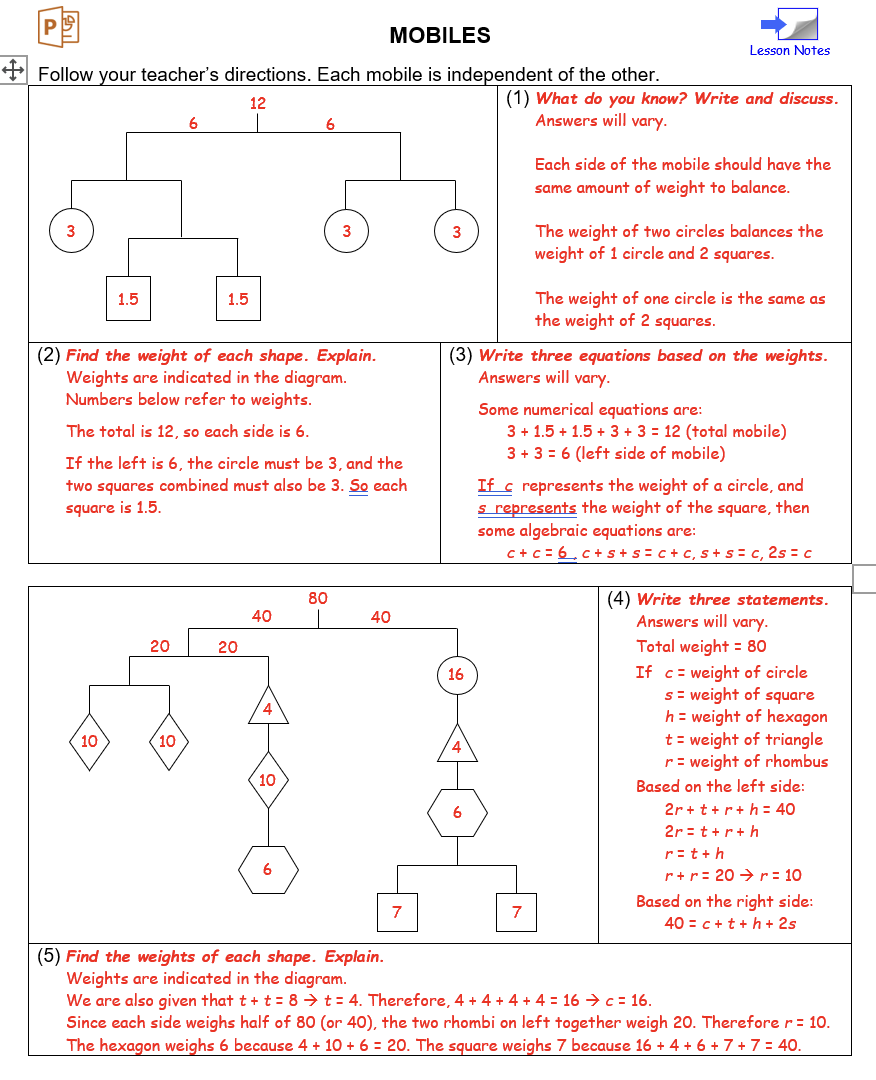 P
MOBILES
Lesson Notes
Follow your teacher's directions. Each mobile is independent of the other.
12
6 6
3 3 3
1.5 1.5
(1) What do you know? Write and discuss.
Answers will vary.
Each side of the mobile should have the
same amount of weight to balance.
The weight of two circles balances the
weight of 1 circle and 2 squares.
The weight of one circle is the same as
the weight of 2 squares.
(2) Find the weight of each shape. Explain.
Weights are indicated in the diagram.
Numbers below refer to weights.
The total is 12, so each side is 6.
If the left is 6, the circle must be 3, and the
two squares combined must also be 3. So each
square is 1.5.
(3) Write three equations based on the weights.
Answers will vary.
Some numerical equations are:
3 + 1.5 + 1.5 + 3 + 3 = 12 (total mobile)
3 + 3 = 6 (left side of mobile)
If c represents the weight of a circle, and
s represents the weight of the square, then
some algebraic equations are:
c + c = 6 , c + s + s = c + c, s + s = c, 2s = c
80
40 40
20 20
16
4
10 10
4
10
6
6
7 7
(4) Write three statements.
Answers will vary.
Total weight = 80
If c = weight of circle
s = weight of square
h = weight of hexagon
t = weight of triangle
r = weight of rhombus
Based on the left side:
2r + t + r + h = 40
2r = t + r + h
r = t + h
r + r = 20 → r = 10
Based on the right side:
40 = c + t + h + 2s
(5) Find the weights of each shape. Explain.
Weights are indicated in the diagram.
We are also given that t + t = 8 → t = 4. Therefore, 4 + 4 + 4 + 4 = 16 → c = 16.
Since each side weighs half of 80 (or 40), the two rhombi on left together weigh 20. Therefore r = 10.
The hexagon weighs 6 because 4 + 10 + 6 = 20. The square weighs 7 because 16 + 4 + 6 + 7 + 7 = 40.